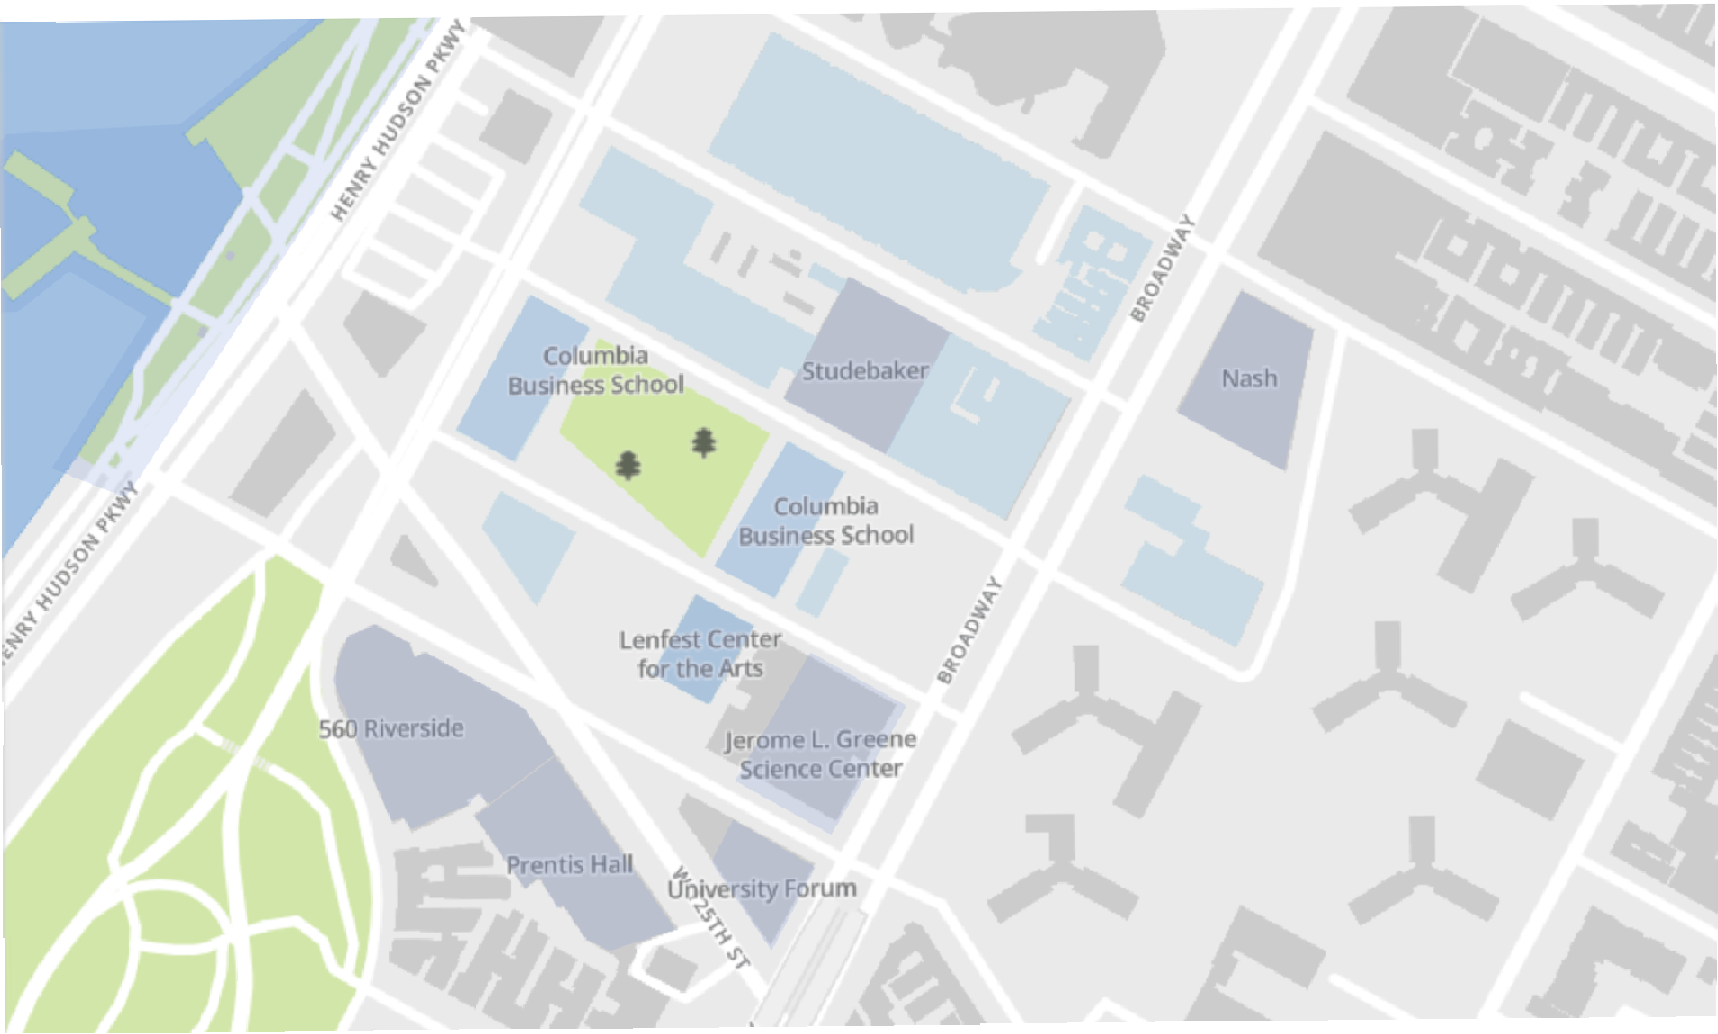 HENRY HUDSON PKWY
BROADWAY
Columbia
Business School
Studebaker
Nash
Columbia
Business School
HENRY HUDSON PKWY
BROADWAY
Lenfest Center
for the Arts
560 Riverside
Jerome L. Greene
Science Center
Prentis Hall
University Forum
W 125TH ST